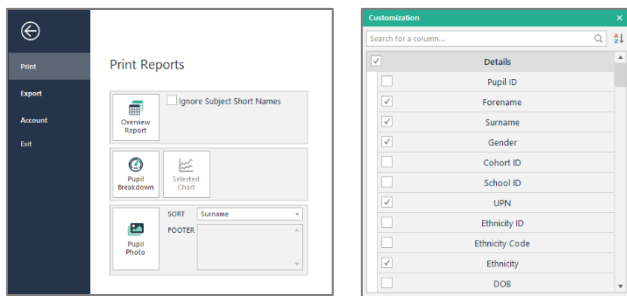 Print
Export
Account
Exit
Print Reports
Overview
Report
Ignore Subject Short Names
Pupil
Breakdown
Selected
Chart
Pupil
Photo
SORT
Surname
FOOTER
Customization
Search for a column...
Details
Pupil ID
Forename
Surname
Gender
Cohort ID
School ID
UPN
Ethnicity ID
Ethnicity Code
Ethnicity
DOB